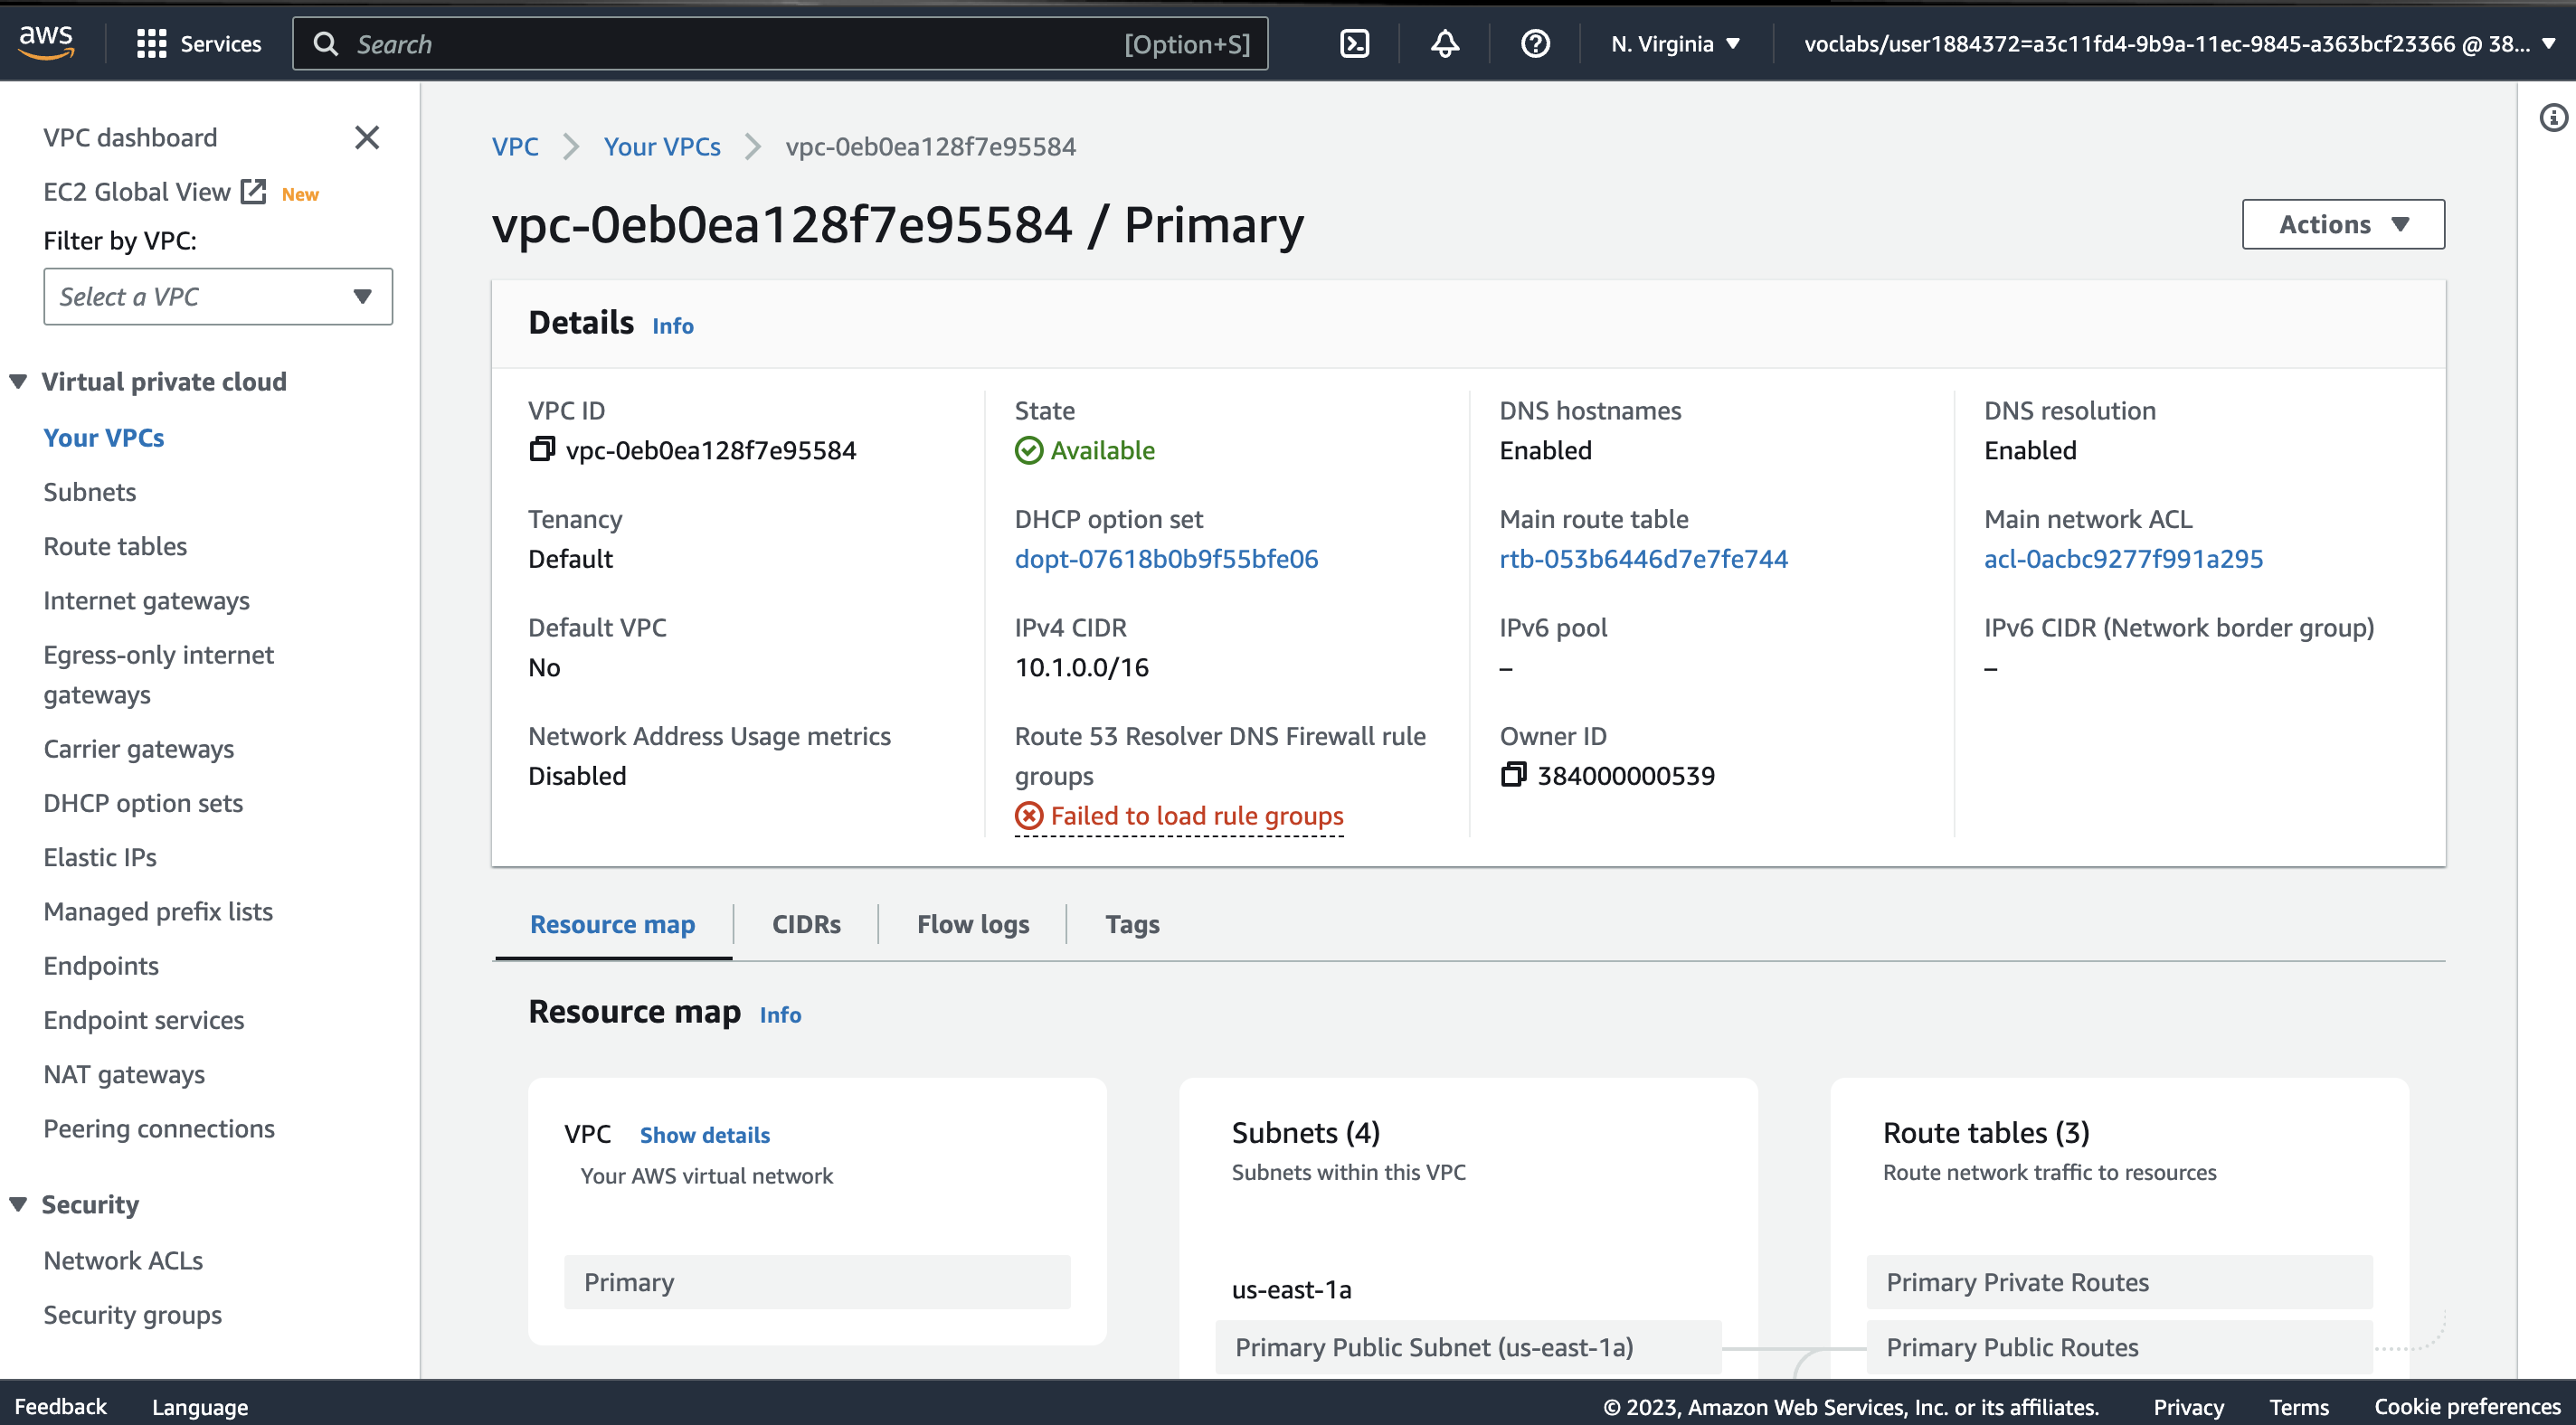 aws
Services
Search
[Option+S]
N. Virginia
voclabs/user1884372=a3c11fd4-9b9a-11ec-9845-a363bcf23366 @ 38...
VPC dashboard
EC2 Global View
New
Filter by VPC:
Select a VPC
Virtual private cloud
Your VPCs
Subnets
Route tables
Internet gateways
Egress-only internet
gateways
Carrier gateways
DHCP option sets
Elastic IPs
Managed prefix lists
Endpoints
Endpoint services
NAT gateways
Peering connections
Security
Network ACLs
Security groups
VPC
Your VPCs
vpc-0eb0ea128f7e95584
vpc-0eb0ea128f7e95584 / Primary
Actions
Details
Info
VPC ID
vpc-0eb0ea128f7e95584
State
Available
DNS hostnames
Enabled
DNS resolution
Enabled
Tenancy
Default
DHCP option set
dopt-07618b0b9f55bfe06
Main route table
rtb-053b6446d7e7fe744
Main network ACL
acl-0acbc9277f991a295
Default VPC
No
IPv4 CIDR
10.1.0.0/16
IPv6 pool
–
IPv6 CIDR (Network border group)
–
Network Address Usage metrics
Disabled
Route 53 Resolver DNS Firewall rule
groups
Failed to load rule groups
Owner ID
384000000539
Resource map
CIDRs
Flow logs
Tags
Resource map
Info
VPC
Show details
Your AWS virtual network
Primary
Subnets (4)
Subnets within this VPC
us-east-1a
Primary Public Subnet (us-east-1a)
Route tables (3)
Route network traffic to resources
Primary Private Routes
Primary Public Routes
Feedback
Language
© 2023, Amazon Web Services, Inc. or its affiliates.
Privacy
Terms
Cookie preferences